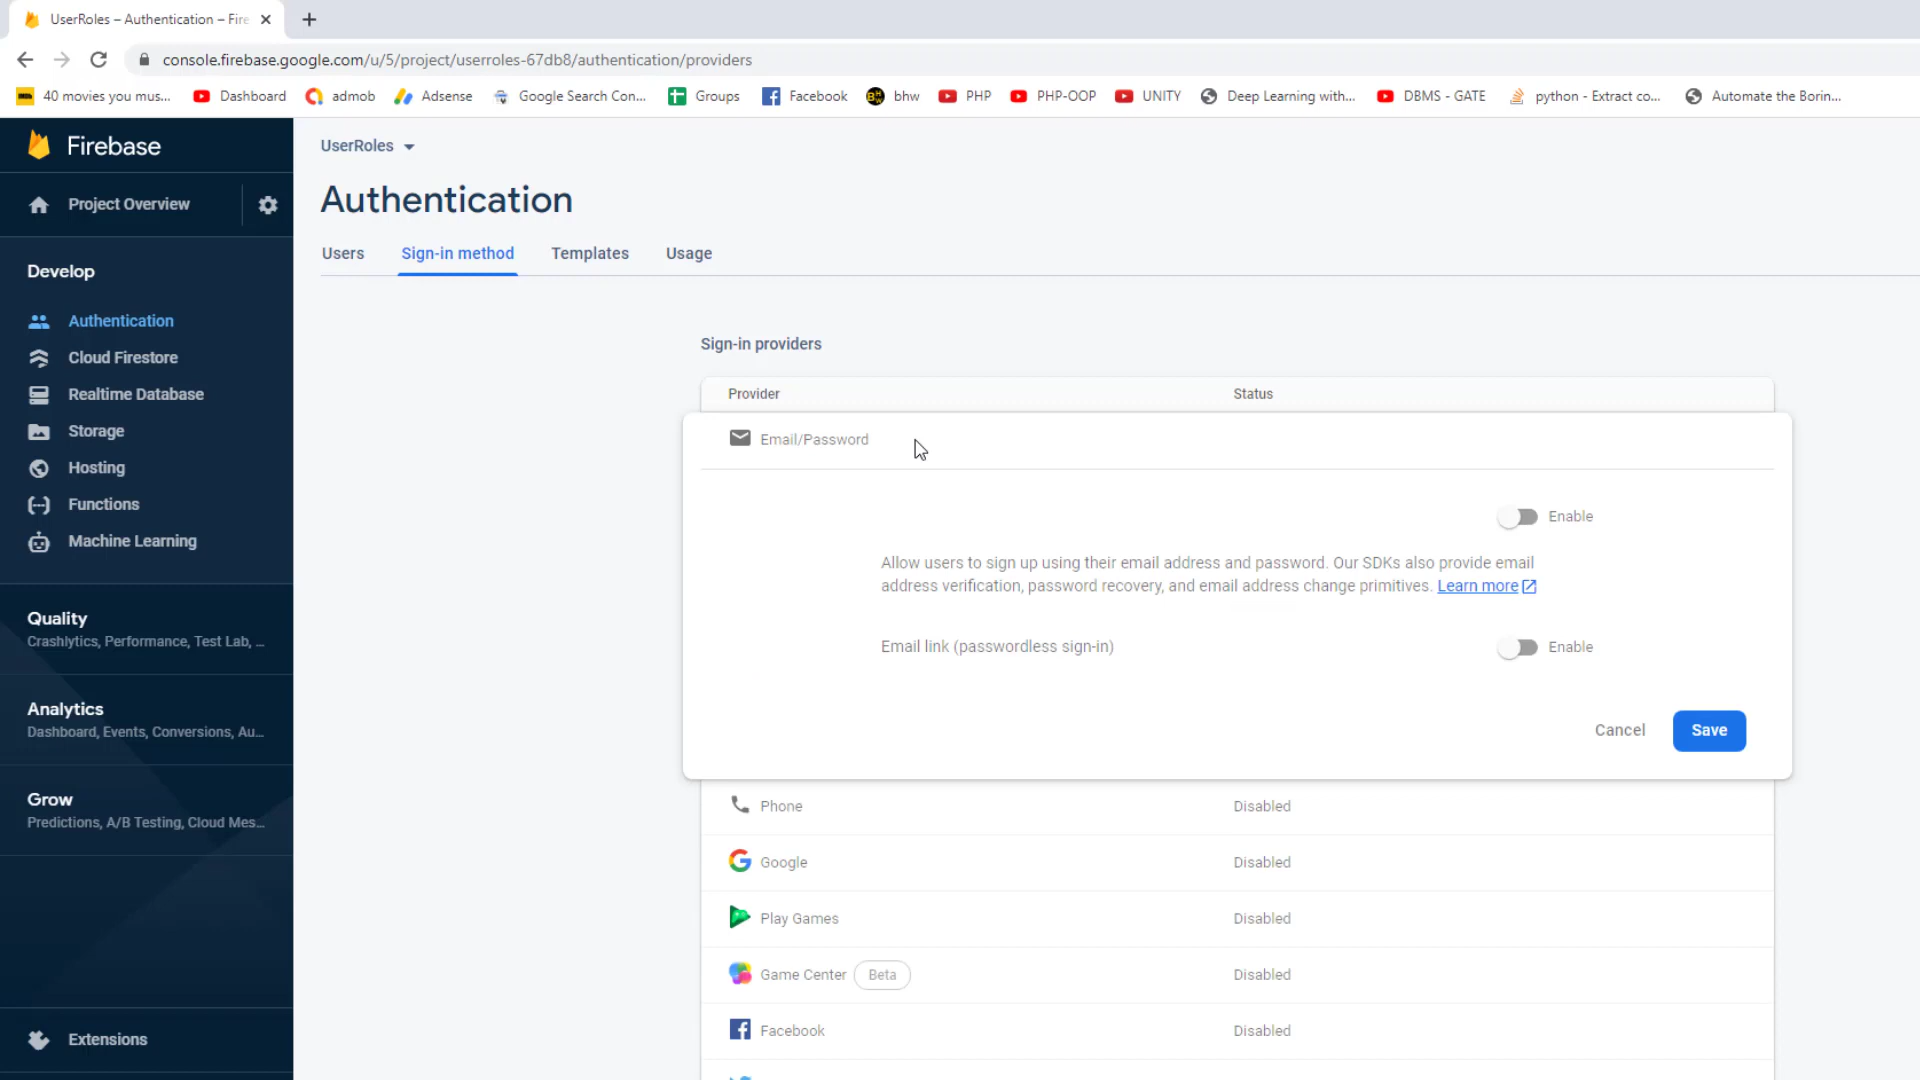 UserRoles – Authentication – Fire
console.firebase.google.com/u/5/project/userroles-67db8/authentication/providers
40 movies you mus...
Dashboard
admob
Adsense
Google Search Con...
Groups
Facebook
bhw
PHP
PHP-OOP
UNITY
Deep Learning with...
DBMS - GATE
python - Extract co...
Automate the Borin...
Firebase
Project Overview
Develop
Authentication
Cloud Firestore
Realtime Database
Storage
Hosting
Functions
Machine Learning
Quality
Crashlytics, Performance, Test Lab, ...
Analytics
Dashboard, Events, Conversions, Au...
Grow
Predictions, A/B Testing, Cloud Mes...
Extensions
UserRoles
Authentication
Users
Sign-in method
Templates
Usage
Sign-in providers
Provider
Status
Email/Password
Enable
Allow users to sign up using their email address and password. Our SDKs also provide email
address verification, password recovery, and email address change primitives. Learn more
Email link (passwordless sign-in)
Enable
Cancel
Save
Phone
Disabled
Google
Disabled
Play Games
Disabled
Game Center
Beta
Disabled
Facebook
Disabled